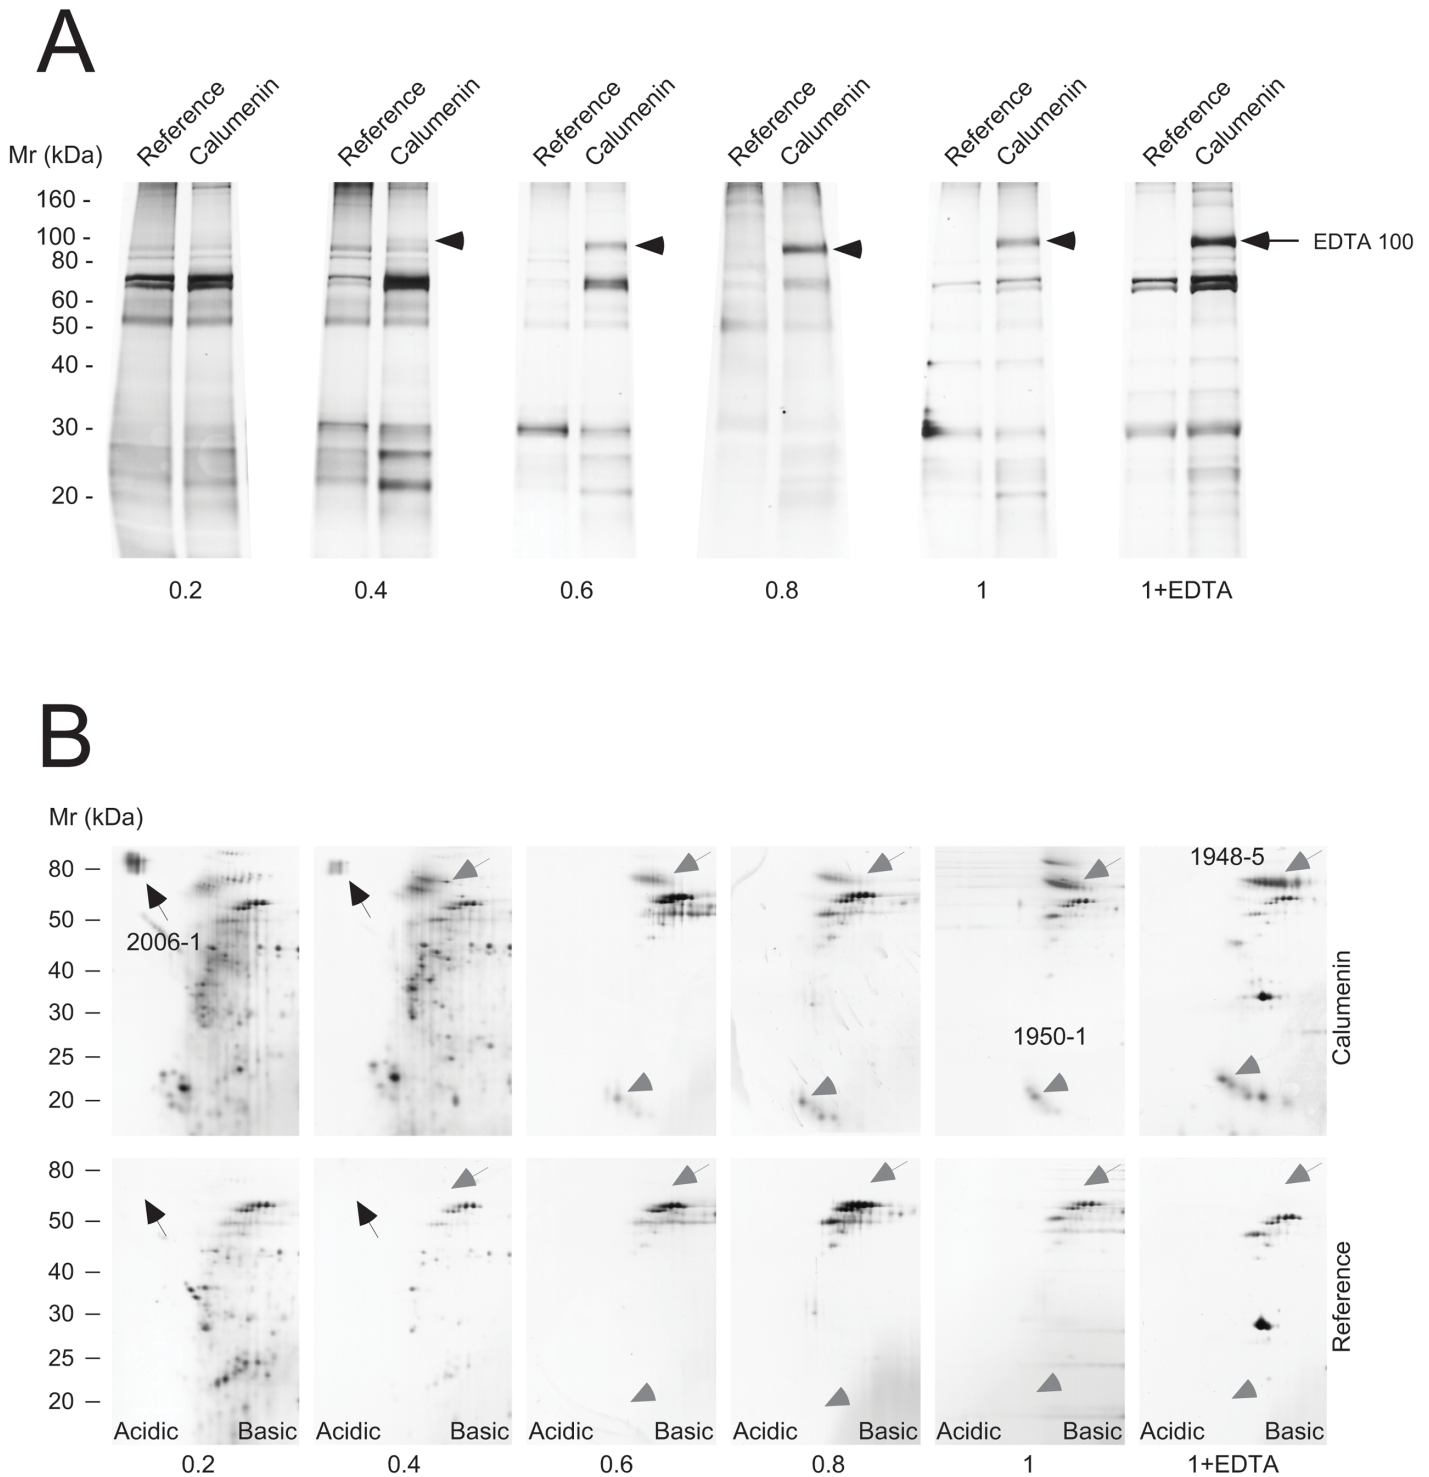 A
Reference Calumenin Reference Calumenin Reference Calumenin Reference Calumenin Reference Calumenin Reference Calumenin
Mr (kDa)
160 -
100 -
EDTA 100
80 -
60 -
50 -
40 -
30 -
20 -
0.2 0.4 0.6 0.8 1 1+EDTA
B
Mr (kDa)
1948-5
80 –
50 –
2006-1
40 –
30 –
1950-1
25 –
20 –
Calumenin
80 –
50 –
40 –
30 –
25 –
20 –
Reference
Acidic Basic Acidic Basic Acidic Basic Acidic Basic Acidic Basic Acidic Basic
0.2 0.4 0.6 0.8 1 1+EDTA